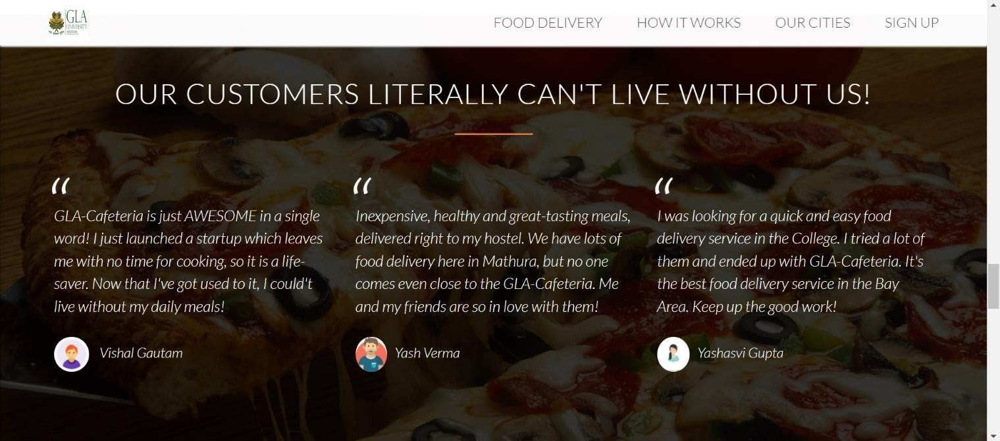 GLA
UNIVERSITY
FOOD DELIVERY
HOW IT WORKS
OUR CITIES
SIGN UP
OUR CUSTOMERS LITERALLY CAN'T LIVE WITHOUT US!
“
GLA-Cafeteria is just AWESOME in a single
word! I just launched a startup which leaves
me with no time for cooking, so it is a life-
saver. Now that I've got used to it, I could't
live without my daily meals!
Vishal Gautam
“
Inexpensive, healthy and great-tasting meals,
delivered right to my hostel. We have lots of
food delivery here in Mathura, but no one
comes even close to the GLA-Cafeteria. Me
and my friends are so in love with them!
Yash Verma
“
I was looking for a quick and easy food
delivery service in the College. I tried a lot of
them and ended up with GLA-Cafeteria. It's
the best food delivery service in the Bay
Area. Keep up the good work!
Yashasvi Gupta